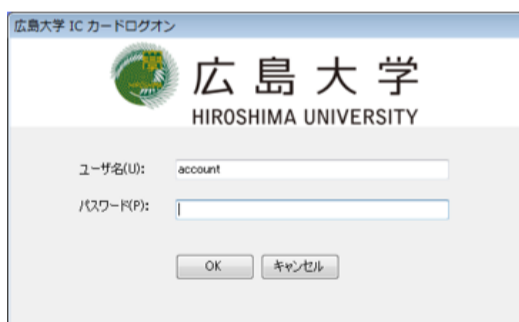 広島大学 IC カードログオン
広島大学
HIROSHIMA UNIVERSITY
ユーザ名(U): account
パスワード(P):
OK キャンセル